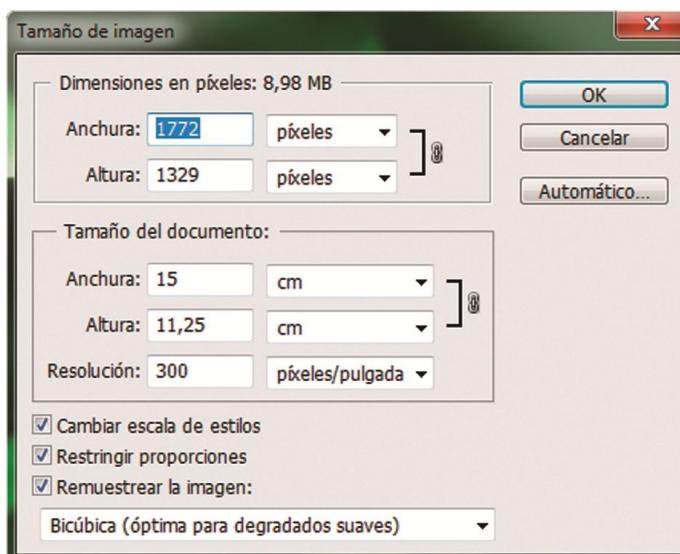 Tamaño de imagen
Dimensiones en píxeles: 8,98 MB
OK
Anchura: 1772 píxeles
Cancelar
Altura: 1329 píxeles
Automático...
Tamaño del documento:
Anchura: 15 cm
Altura: 11,25 cm
Resolución: 300 píxeles/pulgada
Cambiar escala de estilos
Restringir proporciones
Remuestrear la imagen:
Bicúbica (óptima para degradados suaves)